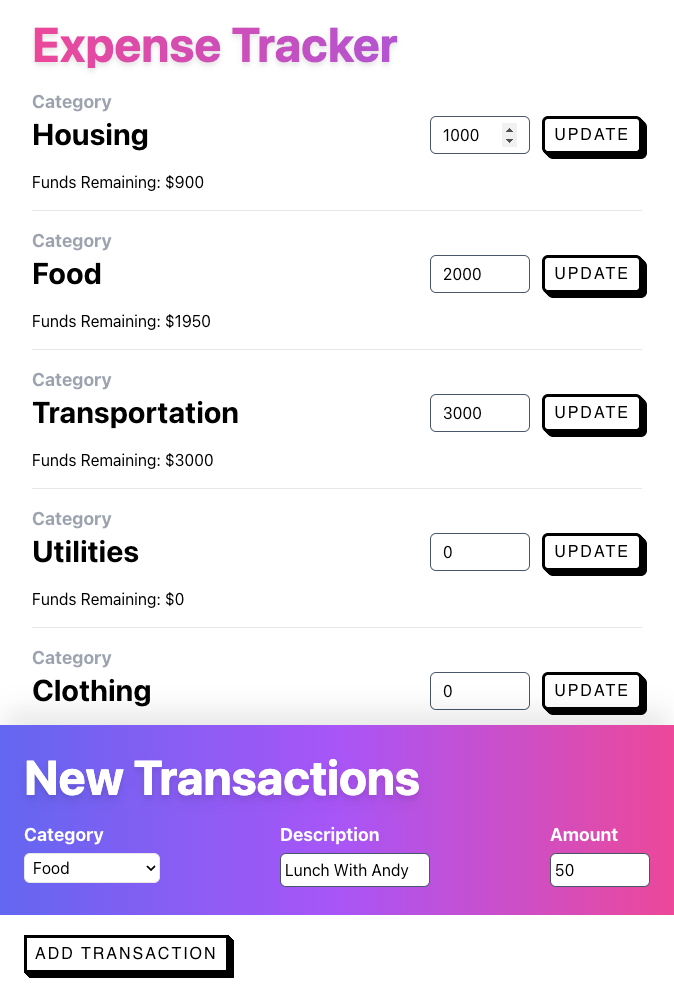 Expense Tracker
Category
Housing
1000
UPDATE
Funds Remaining: $900
Category
Food
2000
UPDATE
Funds Remaining: $1950
Category
Transportation
3000
UPDATE
Funds Remaining: $3000
Category
Utilities
0
UPDATE
Funds Remaining: $0
Category
Clothing
0
UPDATE
New Transactions
Category Description Amount
Food Lunch With Andy 50
ADD TRANSACTION